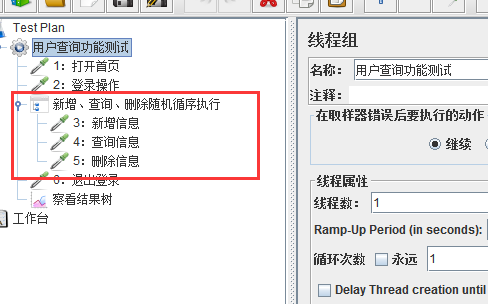 Test Plan
用户查询功能测试
1：打开首页
2：登录操作
新增、查询、删除随机循序执行
3：新增信息
4：查询信息
5：删除信息
6：退出登录
察看结果树
工作台
线程组
名称：用户查询功能测试
注释：
在取样器错误后要执行的动作
继续
线程属性
线程数：1
Ramp-Up Period (in seconds):
循环次数 永远 1
Delay Thread creation until